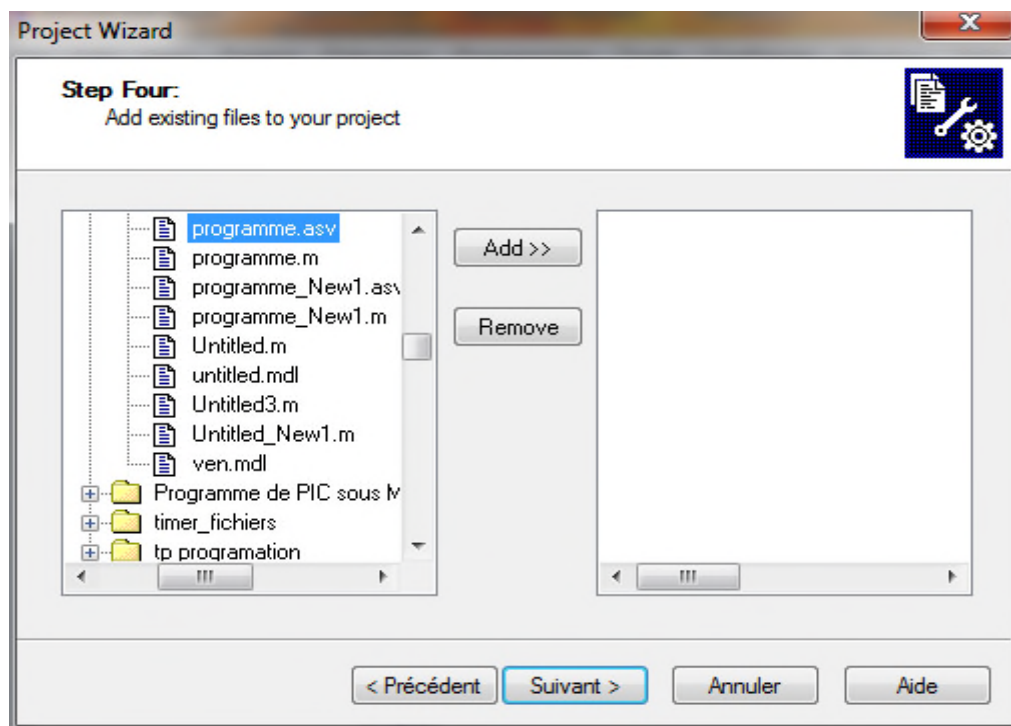 Project Wizard
Step Four:
Add existing files to your project
programme.asv
programme.m
programme_New1.asv
programme_New1.m
Untitled.m
untitled.mdl
Untitled3.m
Untitled_New1.m
ven.mdl
Programme de PIC sous M
timer_fichiers
tp programation
Add >>
Remove
< Précédent
Suivant >
Annuler
Aide